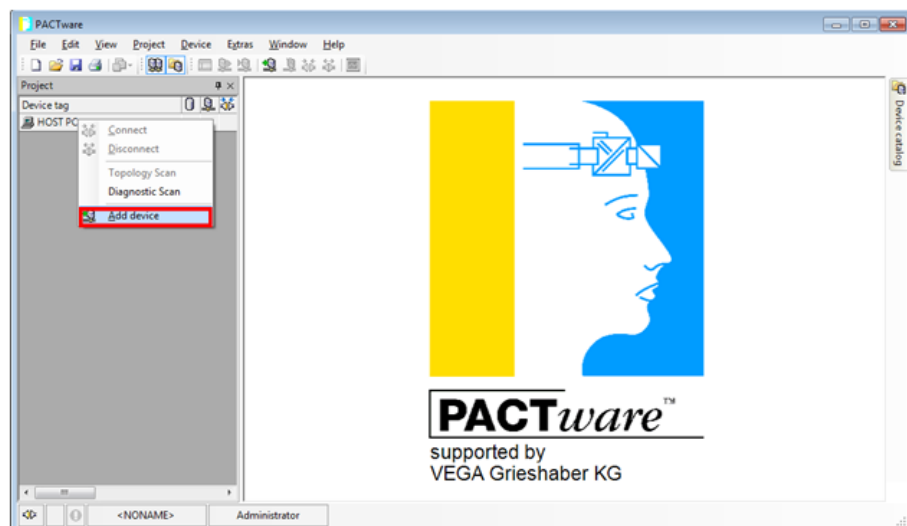 PACTware
File Edit View Project Device Extras Window Help
Project
Device tag
HOST PC
Connect
Disconnect
Topology Scan
Diagnostic Scan
Add device
Device catalog
PACTware™
supported by
VEGA Grieshaber KG
<NONAME> Administrator